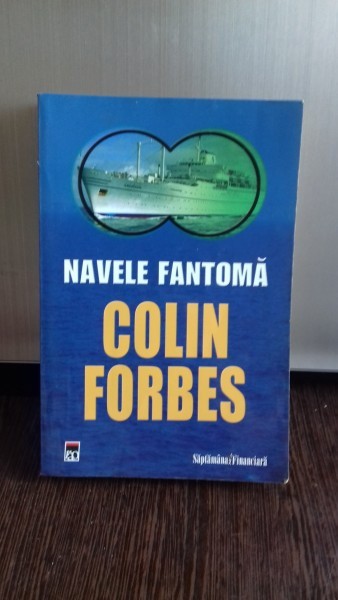 NAVELE FANTOMĂ
COLIN
FORBES
Săptămâna Financiară